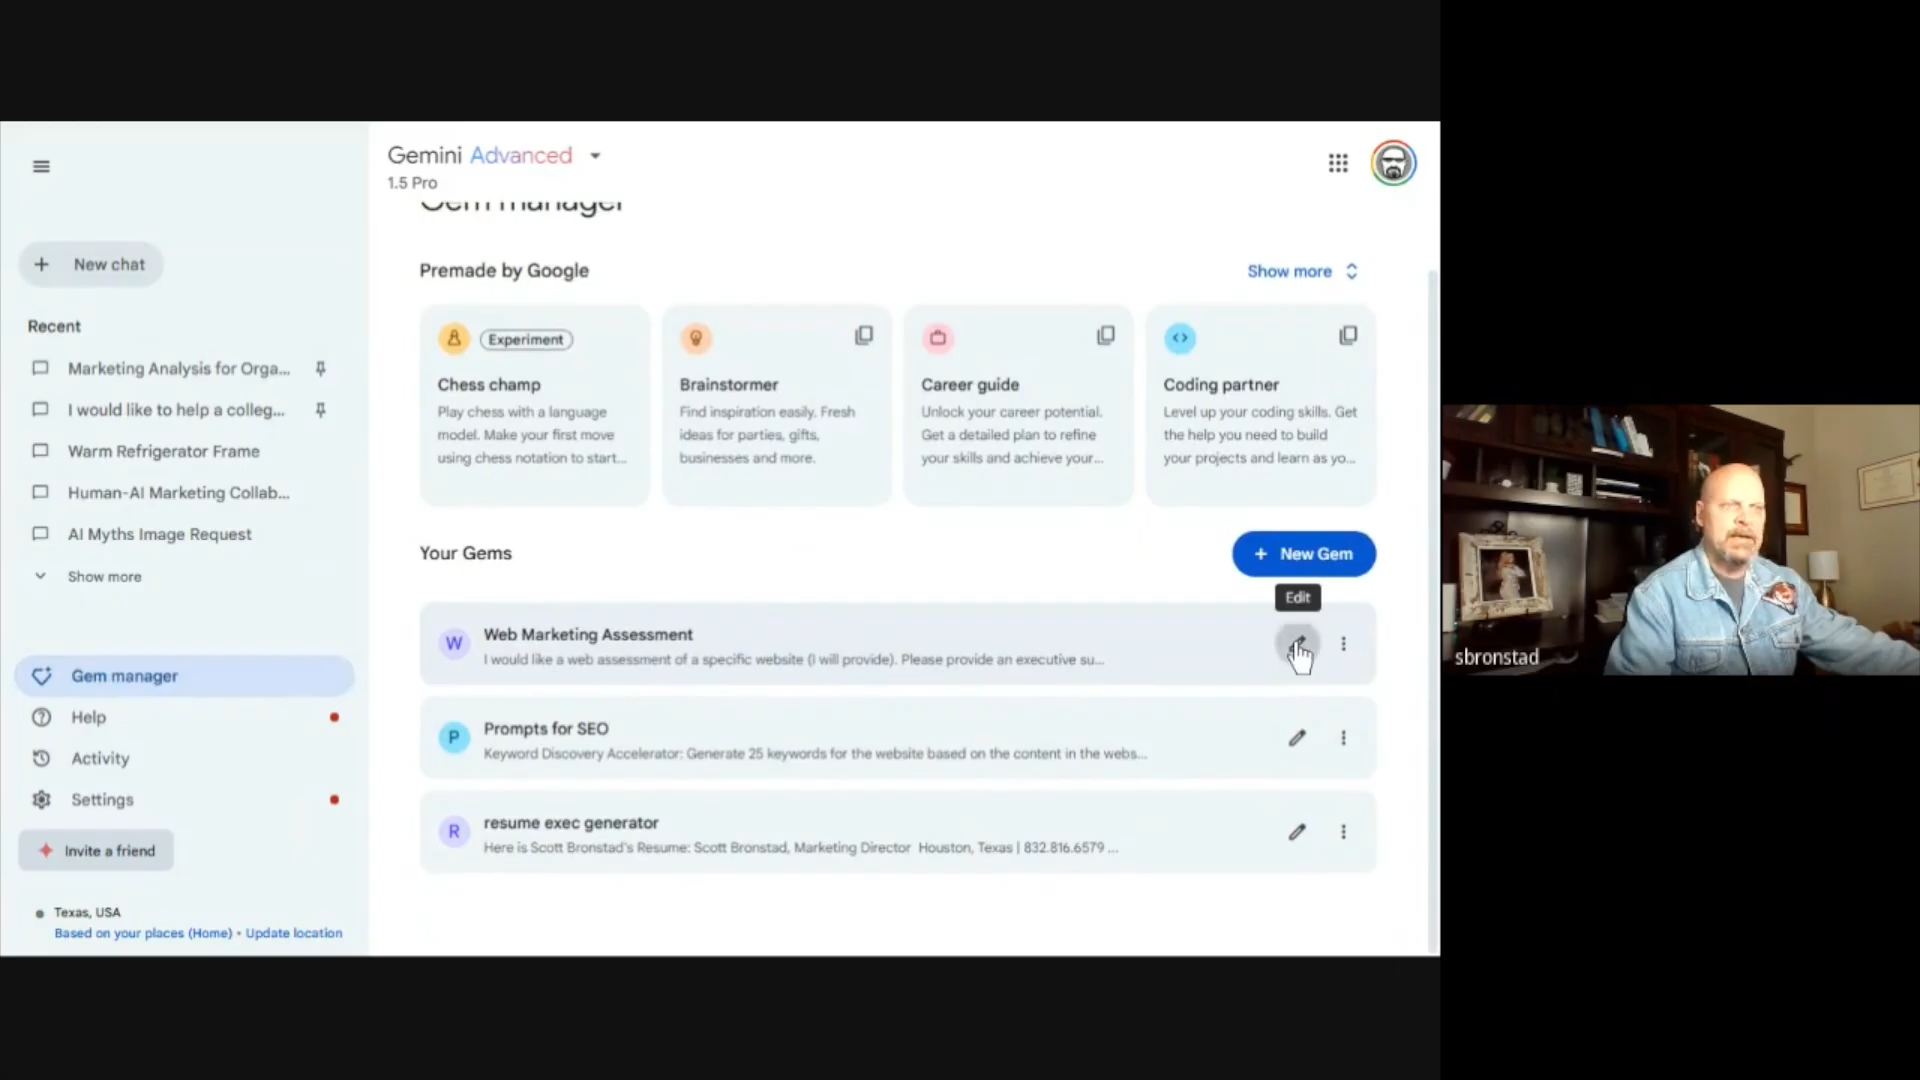 Gemini Advanced
1.5 Pro
Gem manager
New chat
Recent
Marketing Analysis for Orga...
I would like to help a colleg...
Warm Refrigerator Frame
Human-AI Marketing Collab...
AI Myths Image Request
Show more
Gem manager
Help
Activity
Settings
Invite a friend
Texas, USA
Based on your places (Home) • Update location
Premade by Google
Show more
Experiment
Chess champ
Play chess with a language
model. Make your first move
using chess notation to start...
Brainstormer
Find inspiration easily. Fresh
ideas for parties, gifts,
businesses and more.
Career guide
Unlock your career potential.
Get a detailed plan to refine
your skills and achieve your...
Coding partner
Level up your coding skills. Get
the help you need to build
your projects and learn as yo...
Your Gems
+ New Gem
Edit
W
Web Marketing Assessment
I would like a web assessment of a specific website (I will provide). Please provide an executive su...
P
Prompts for SEO
Keyword Discovery Accelerator: Generate 25 keywords for the website based on the content in the webs...
R
resume exec generator
Here is Scott Bronstad's Resume: Scott Bronstad, Marketing Director Houston, Texas | 832.816.6579 ...
sbronstad